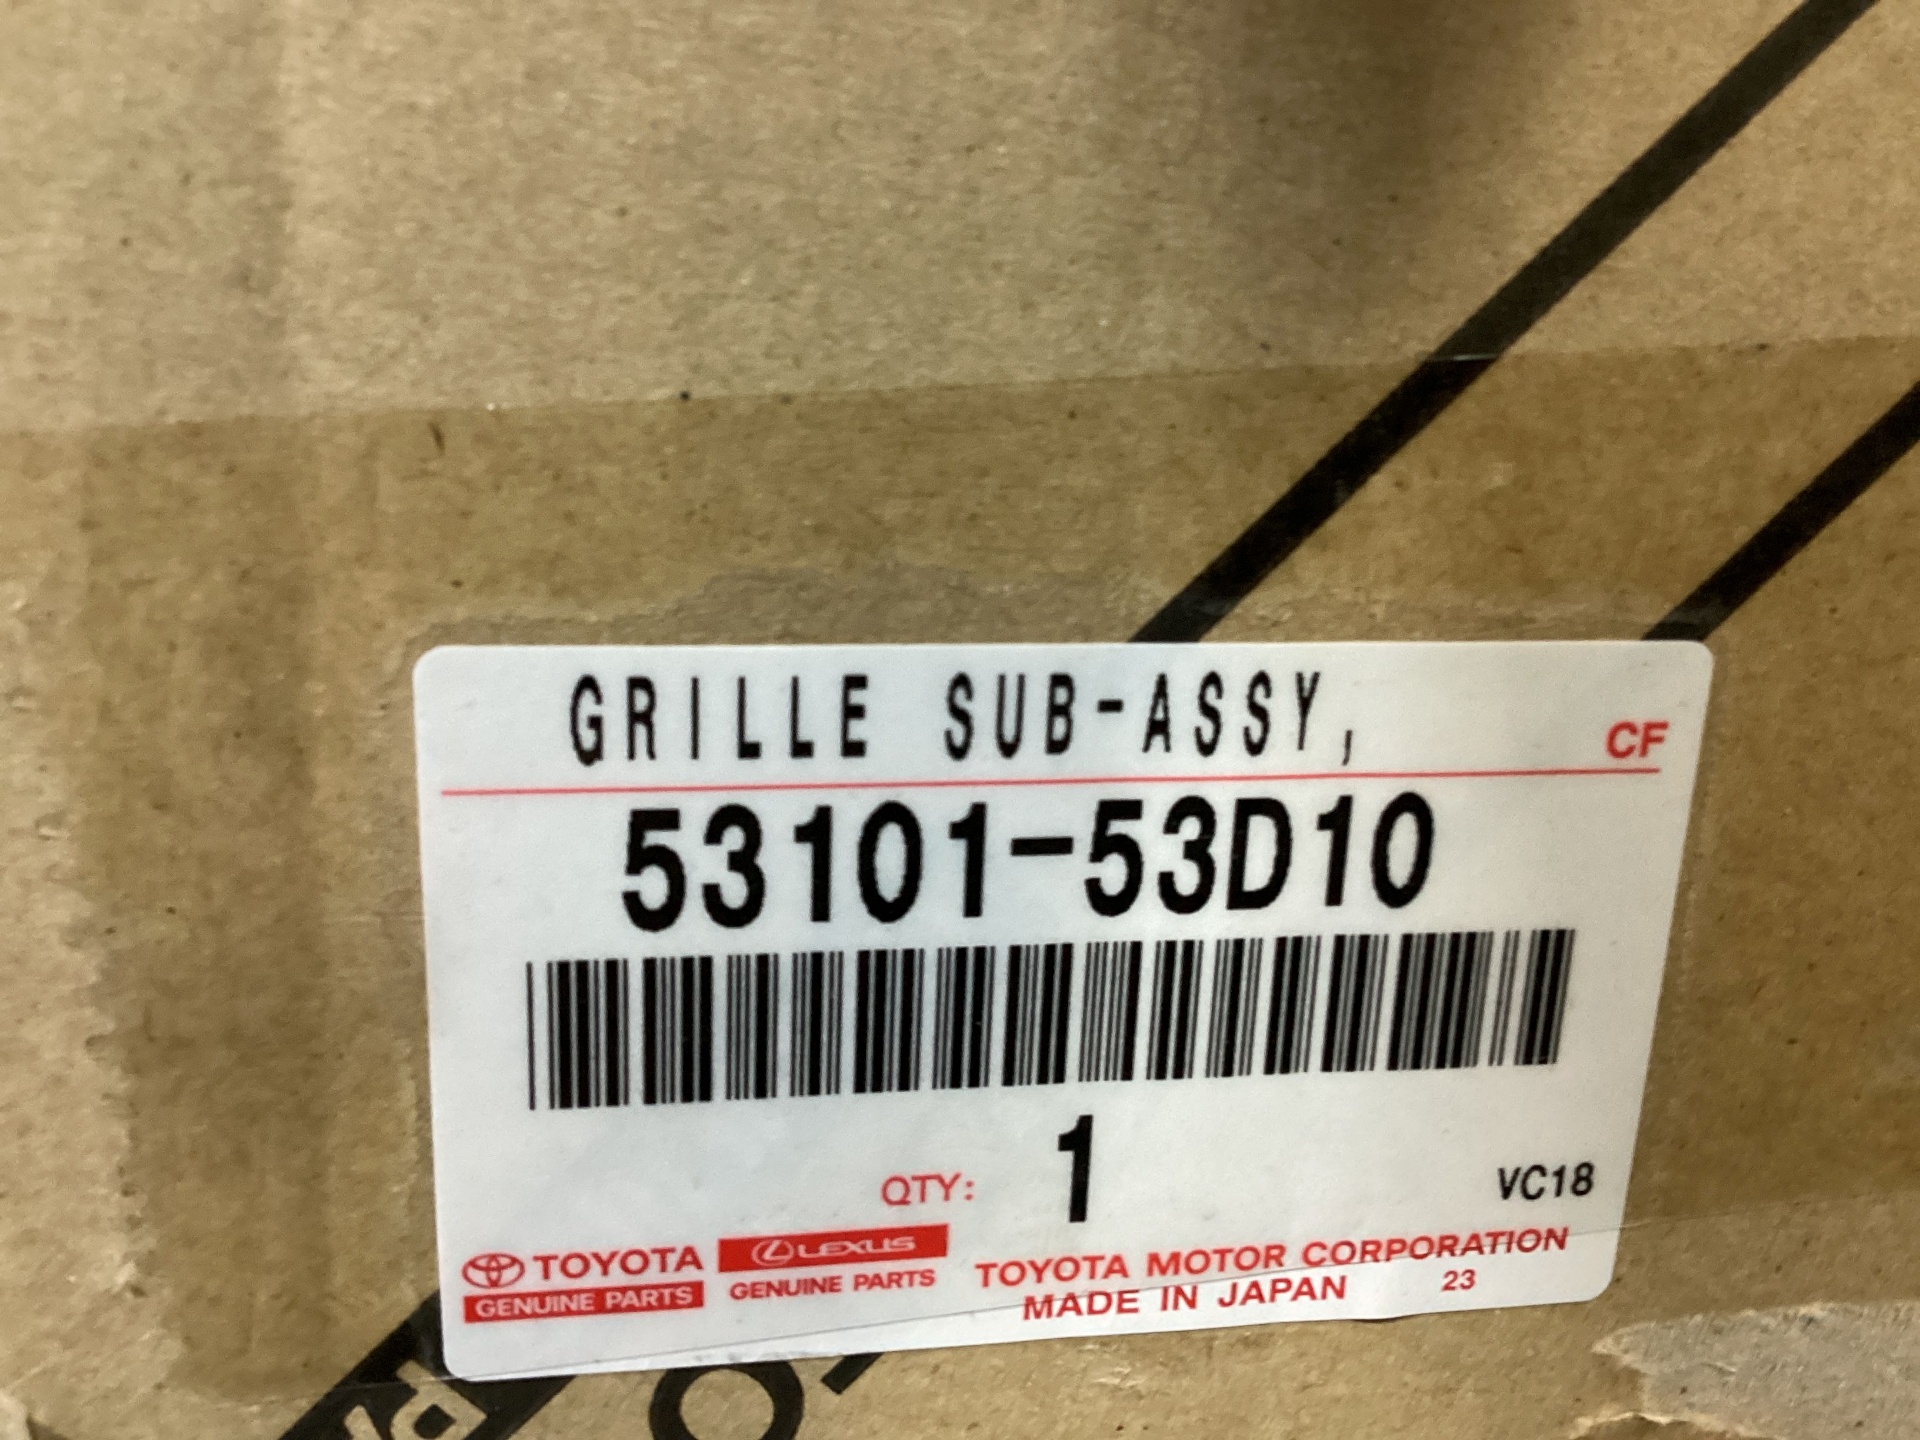 GRILLE SUB-ASSY,
CF
53101-53D10
QTY: 1
VC18
TOYOTA
GENUINE PARTS
LEXUS
GENUINE PARTS
TOYOTA MOTOR CORPORATION
MADE IN JAPAN 23